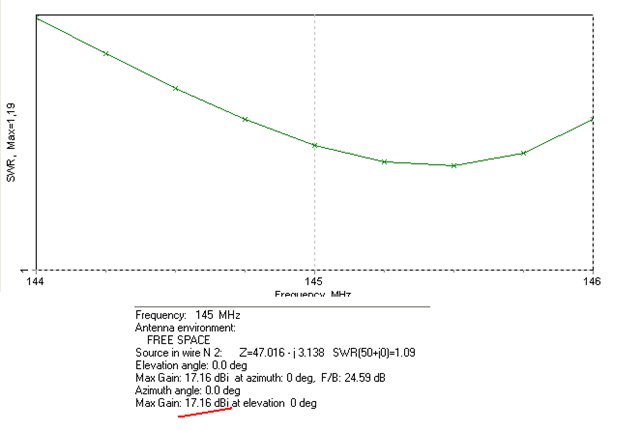 SWR, Max=1,19
1
144
145
146
Frequency, MHz
Frequency: 145 MHz
Antenna environment:
FREE SPACE
Source in wire N 2: Z=47.016 - j 3.138 SWR(50+j0)=1.09
Elevation angle: 0.0 deg
Max Gain: 17.16 dBi at azimuth: 0 deg, F/B: 24.59 dB
Azimuth angle: 0.0 deg
Max Gain: 17.16 dBi at elevation 0 deg